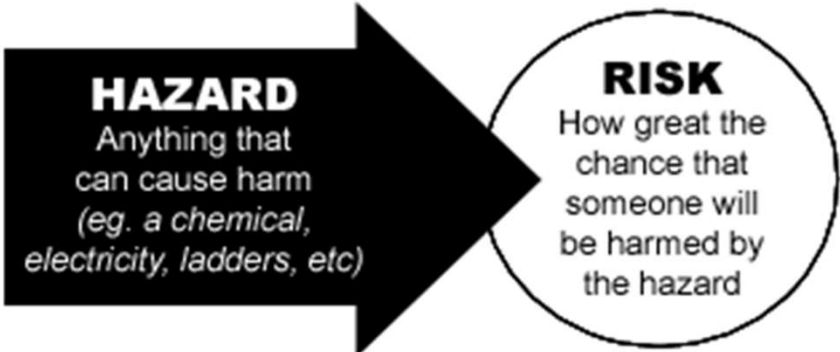 HAZARD
Anything that
can cause harm
(eg. a chemical,
electricity, ladders, etc)
RISK
How great the
chance that
someone will
be harmed by
the hazard